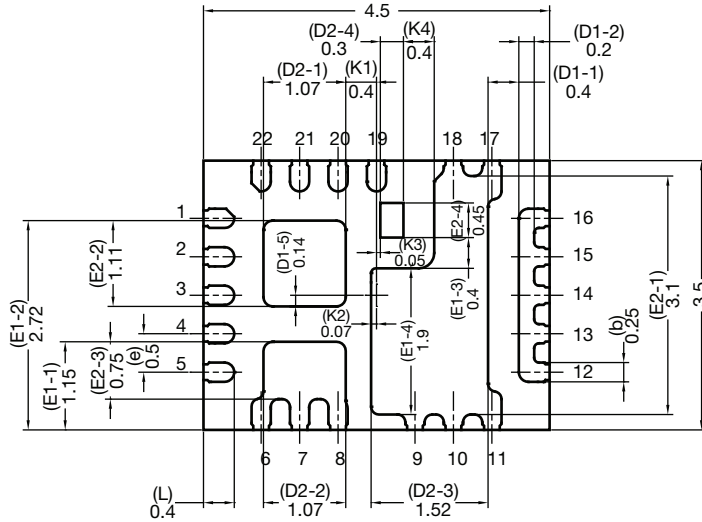 4.5
(D2-4)
0.3
(K4)
0.4
(D1-2)
0.2
(D2-1)
1.07
(K1)
0.4
(D1-1)
0.4
22
21
20
19
18
17
1
2
3
4
5
16
15
14
13
12
6
7
8
9
10
11
(E1-2)
2.72
(E2-2)
1.11
(E1-1)
1.15
(E2-3)
0.75
(e)
0.5
(D1-5)
0.14
(K2)
0.07
(K3)
0.05
(E2-4)
0.45
(E1-3)
0.4
(E1-4)
1.9
(b)
0.25
(E2-1)
3.1
3.5
(L)
0.4
(D2-2)
1.07
(D2-3)
1.52